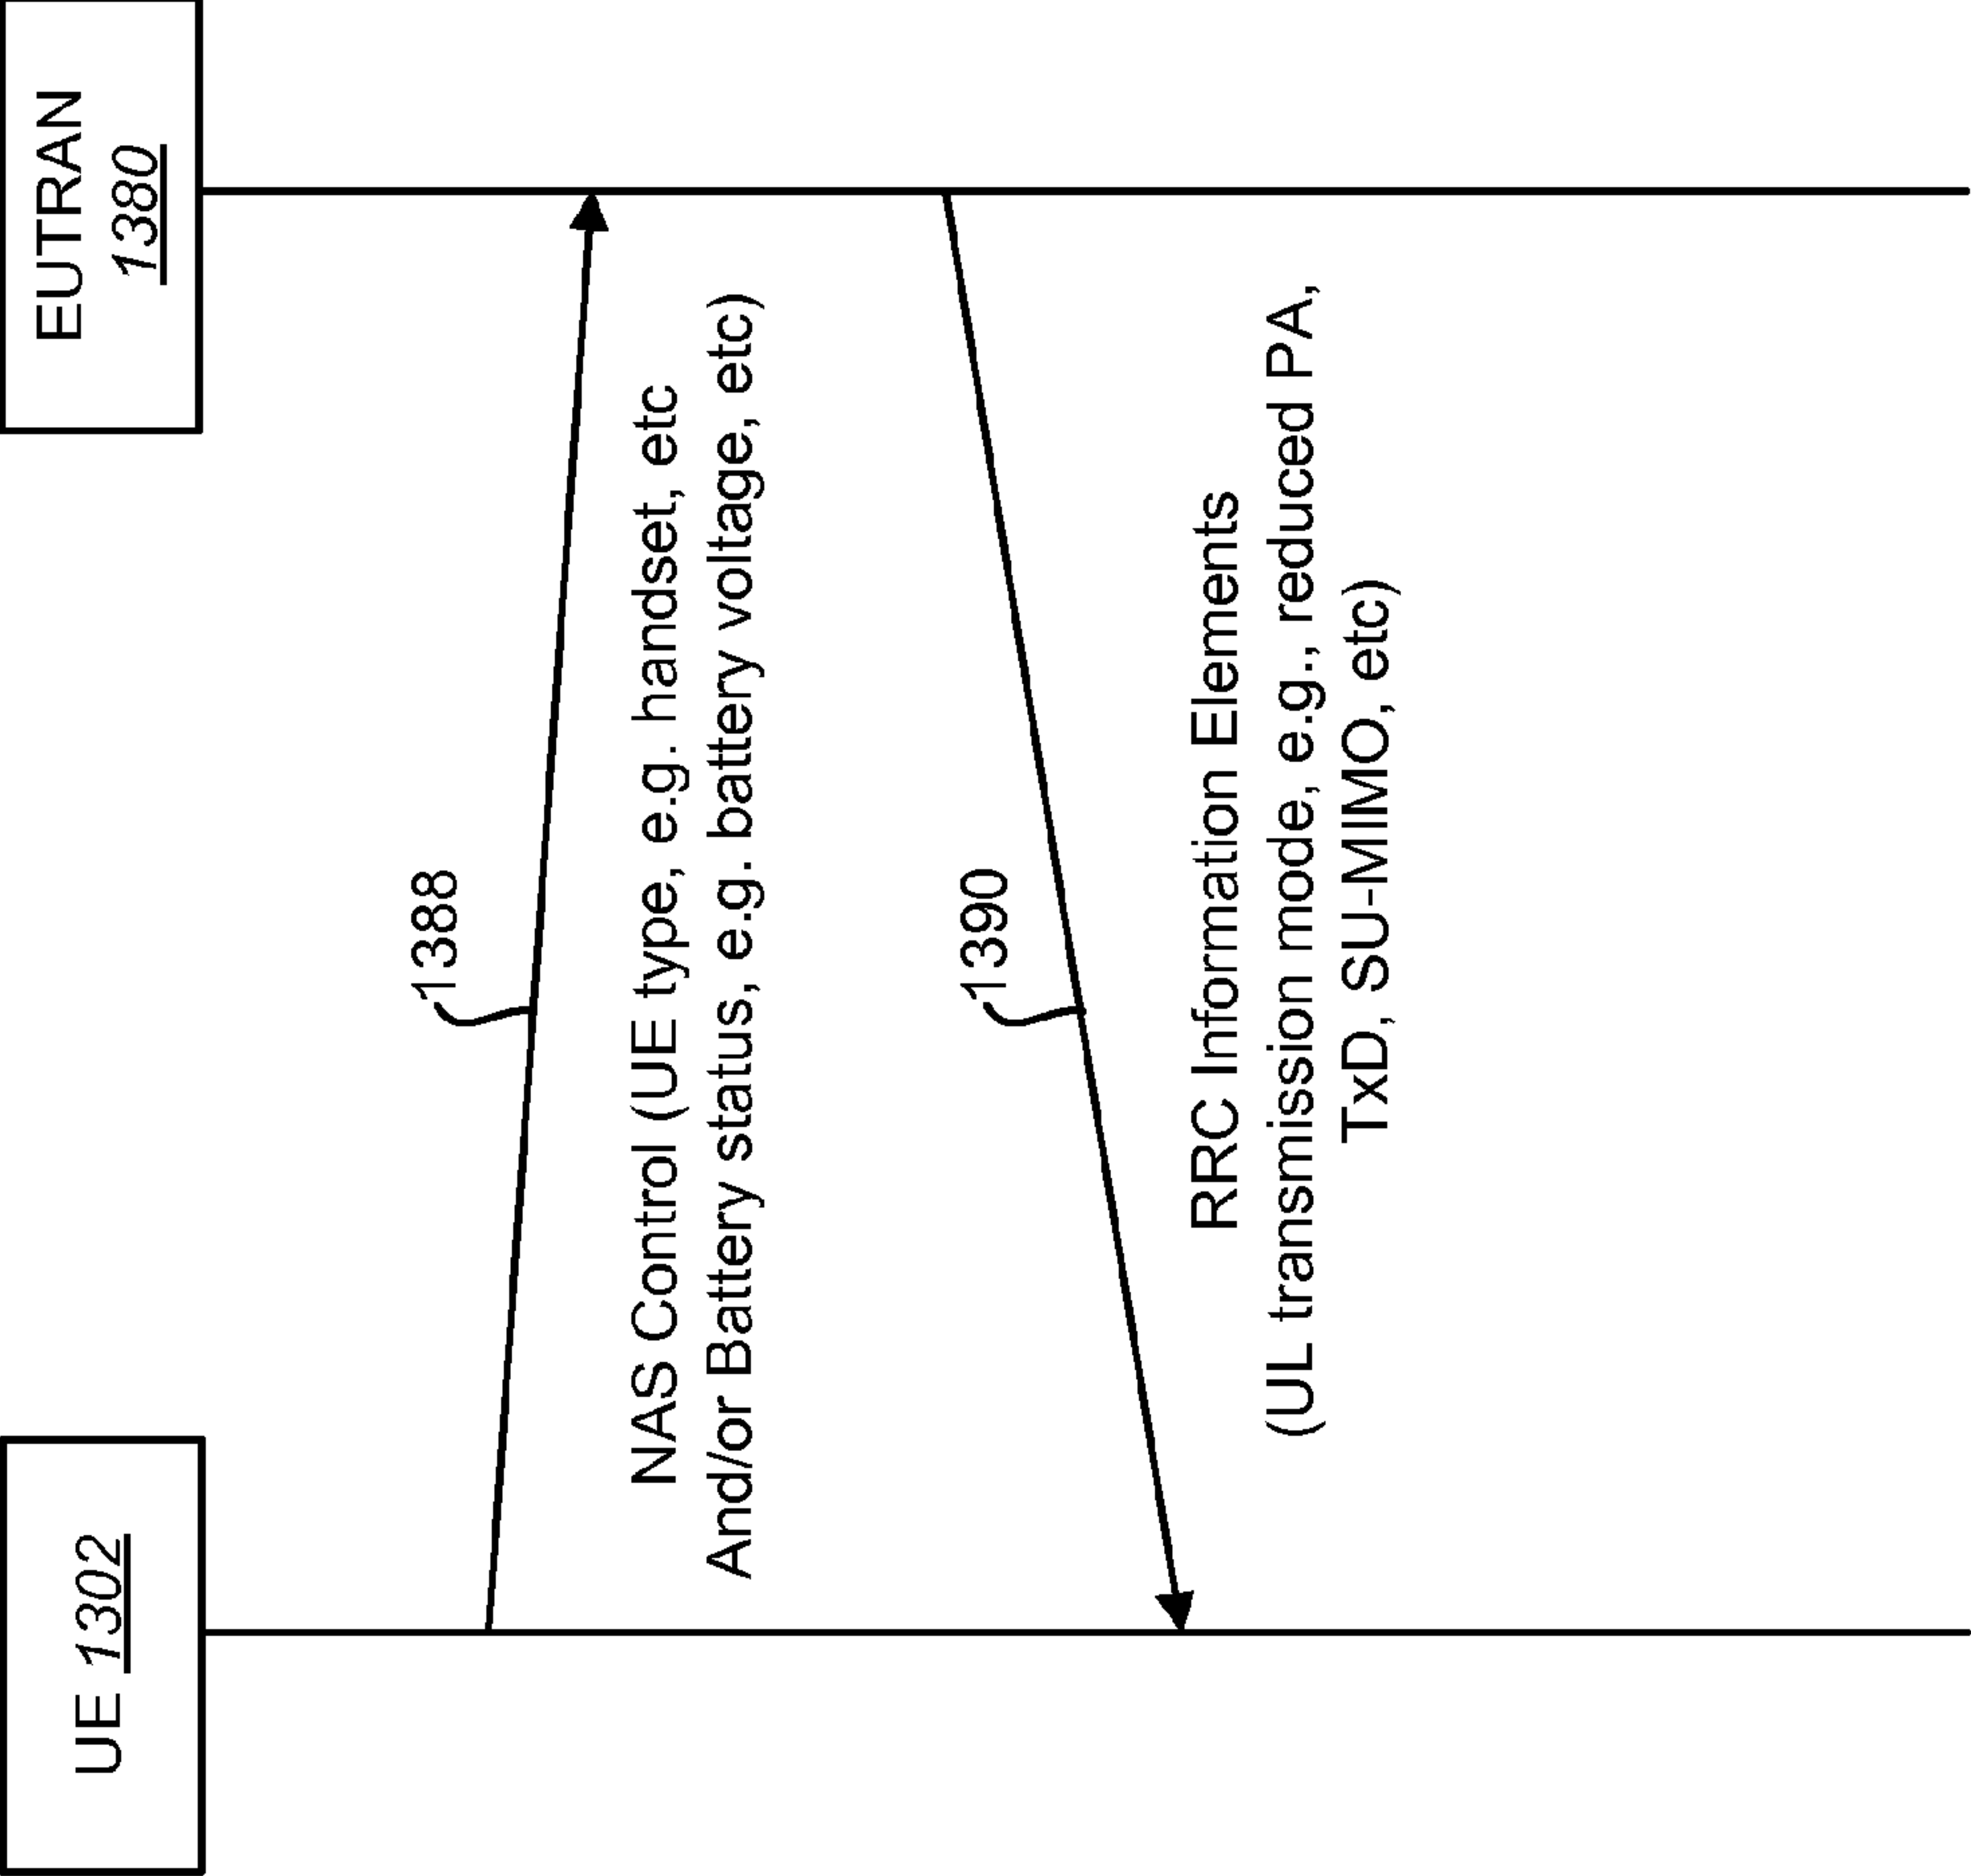 UE 1302
EUTRAN
1380
1388
NAS Control (UE type, e.g. handset, etc
And/or Battery status, e.g. battery voltage, etc)
1390
RRC Information Elements
(UL transmission mode, e.g., reduced PA,
TxD, SU-MIMO, etc)